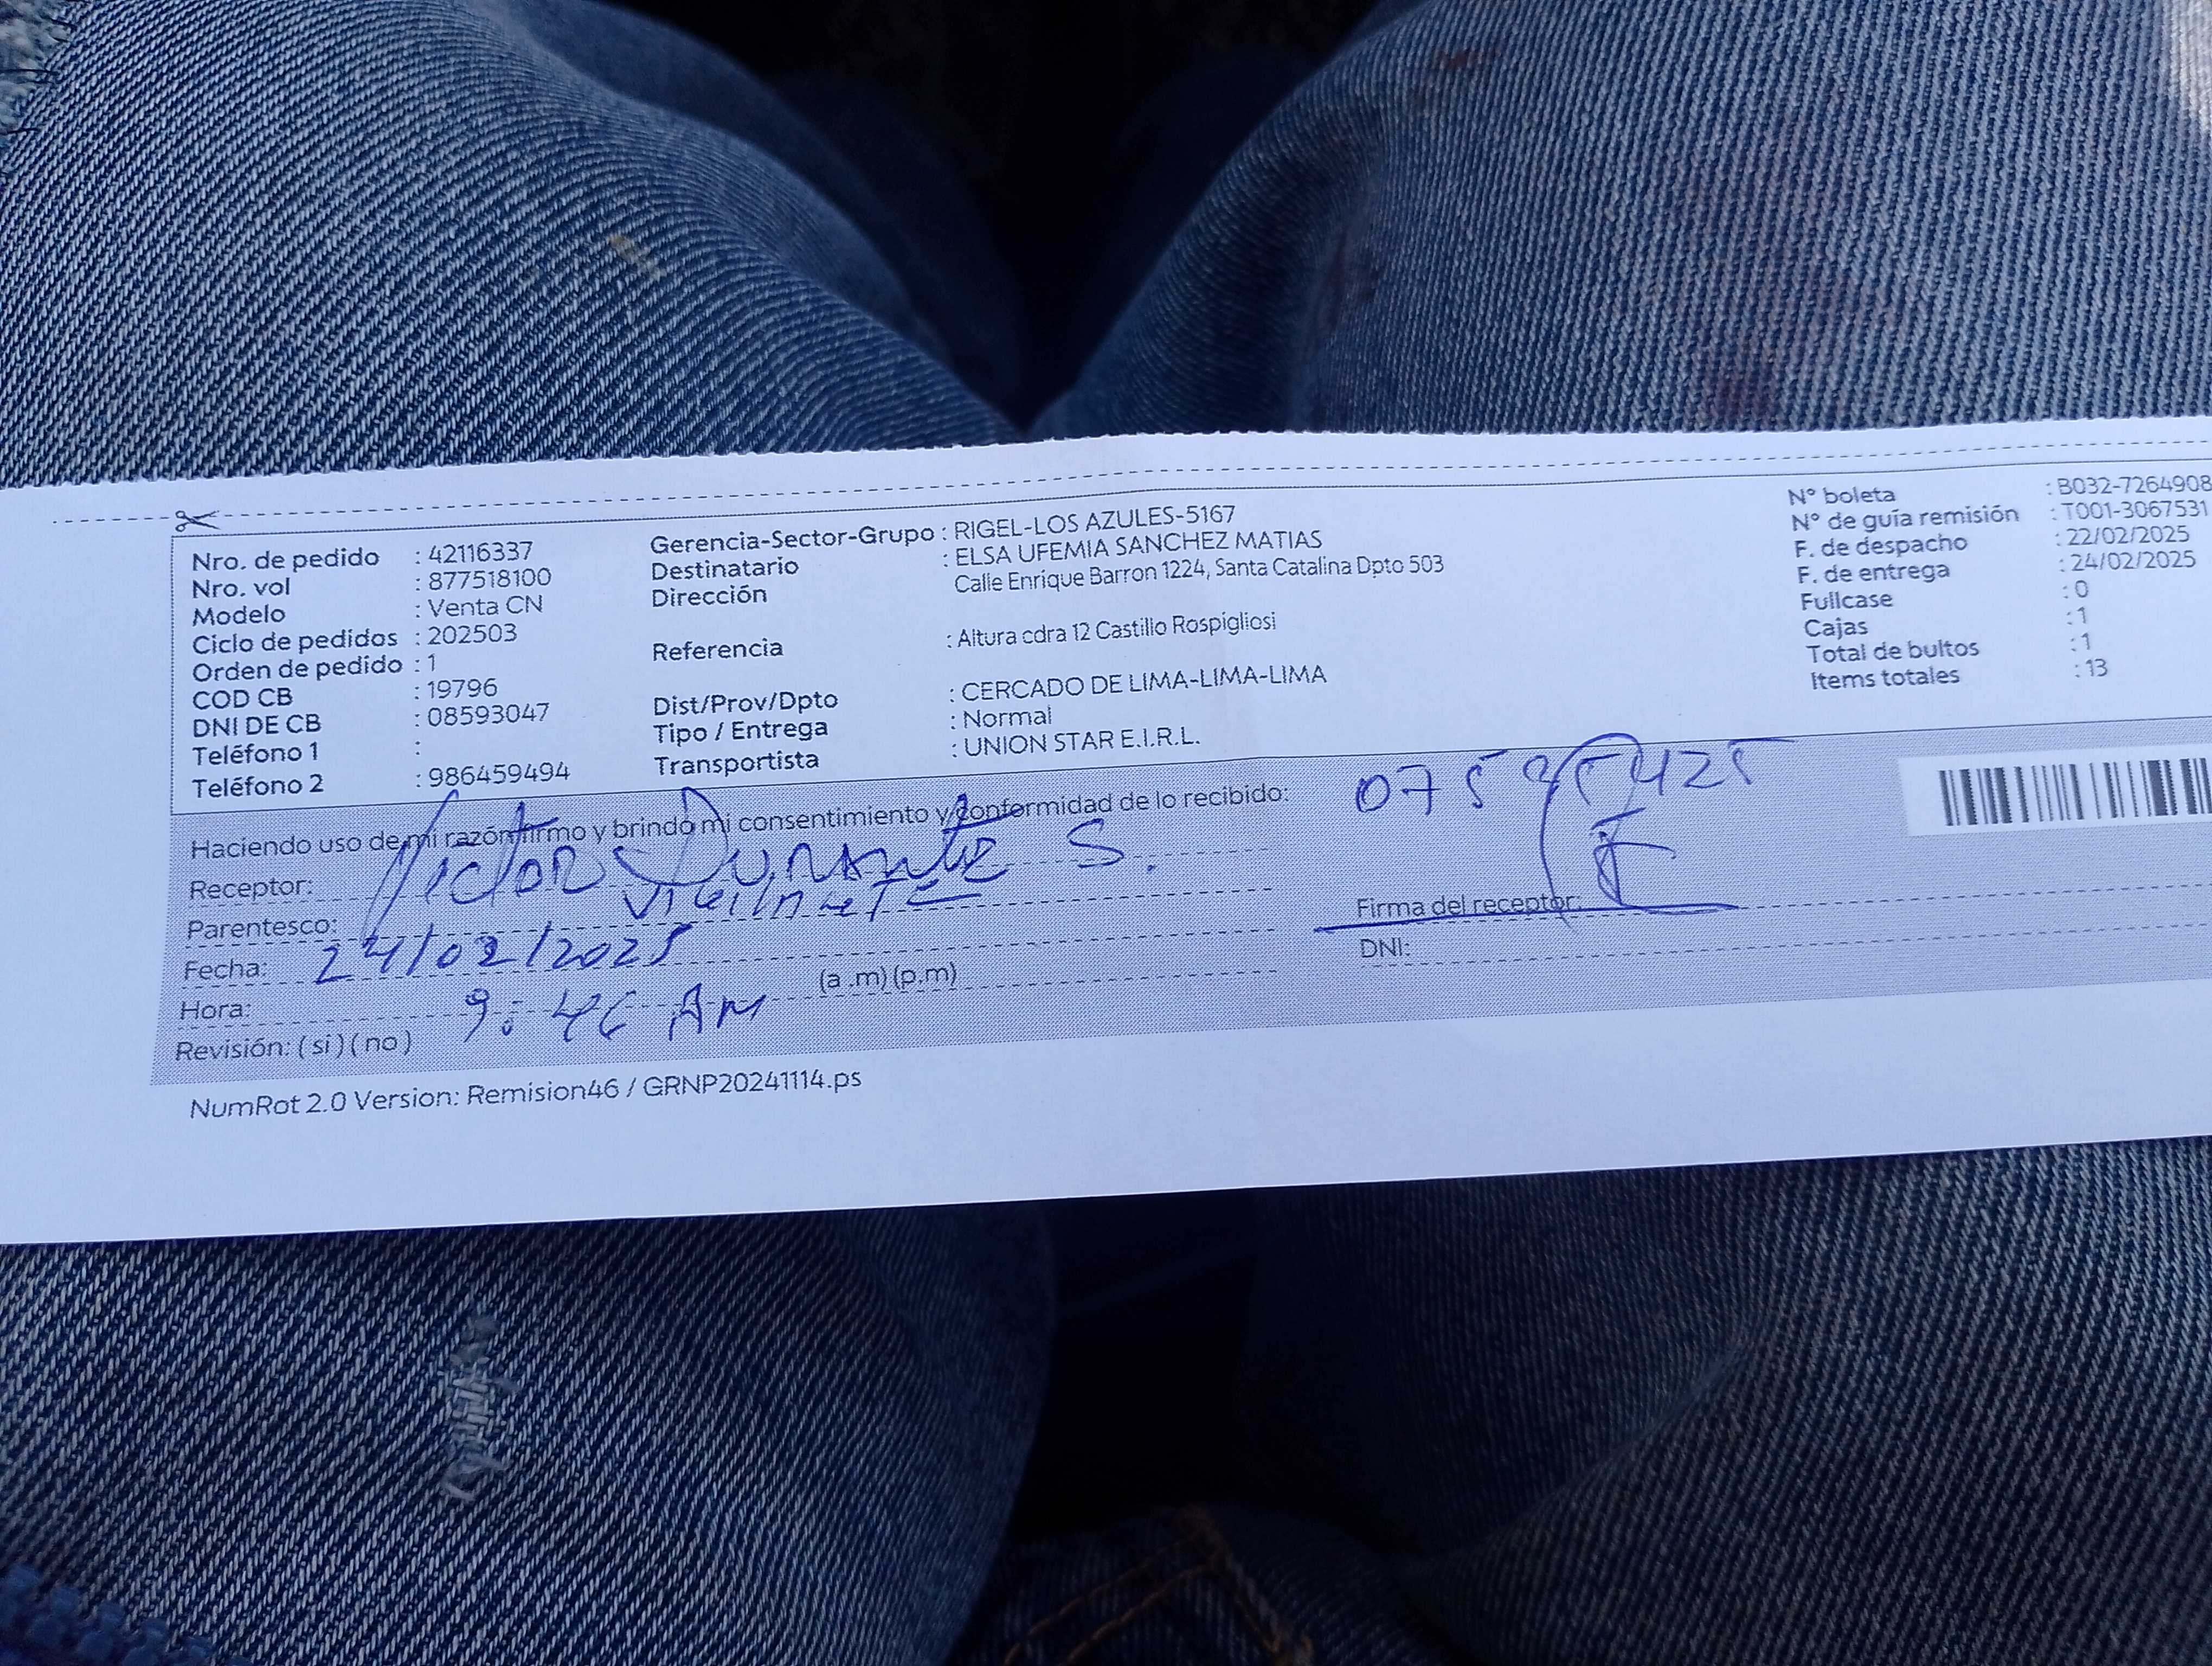 Nro. de pedido : 42116337
Nro. vol : 877518100
Modelo : Venta CN
Ciclo de pedidos : 202503
Orden de pedido : 1
COD CB : 19796
DNI DE CB : 08593047
Teléfono 1 :
Teléfono 2 : 986459494
Gerencia-Sector-Grupo : RIGEL-LOS AZULES-5167
Destinatario : ELSA UFEMIA SANCHEZ MATIAS
Dirección Calle Enrique Barron 1224, Santa Catalina Dpto 503
Referencia : Altura cdra 12 Castillo Rospigliosi
Dist/Prov/Dpto : CERCADO DE LIMA-LIMA-LIMA
Tipo / Entrega : Normal
Transportista : UNION STAR E.I.R.L.
N° boleta : B032-7264908
N° de guía remisión : T001-3067531
F. de despacho : 22/02/2025
F. de entrega : 24/02/2025
Fullcase : 0
Cajas : 1
Total de bultos : 1
Items totales : 13
Haciendo uso de mi razón firmo y brindo mi consentimiento y conformidad de lo recibido:
Receptor: Victor Durante S.
Parentesco:
Fecha: 24/02/2025
Hora: (a .m) (p.m)
Revisión: ( si ) ( no ) 9:46 AM
Firma del receptor:
DNI:
NumRot 2.0 Version: Remision46 / GRNP20241114.ps